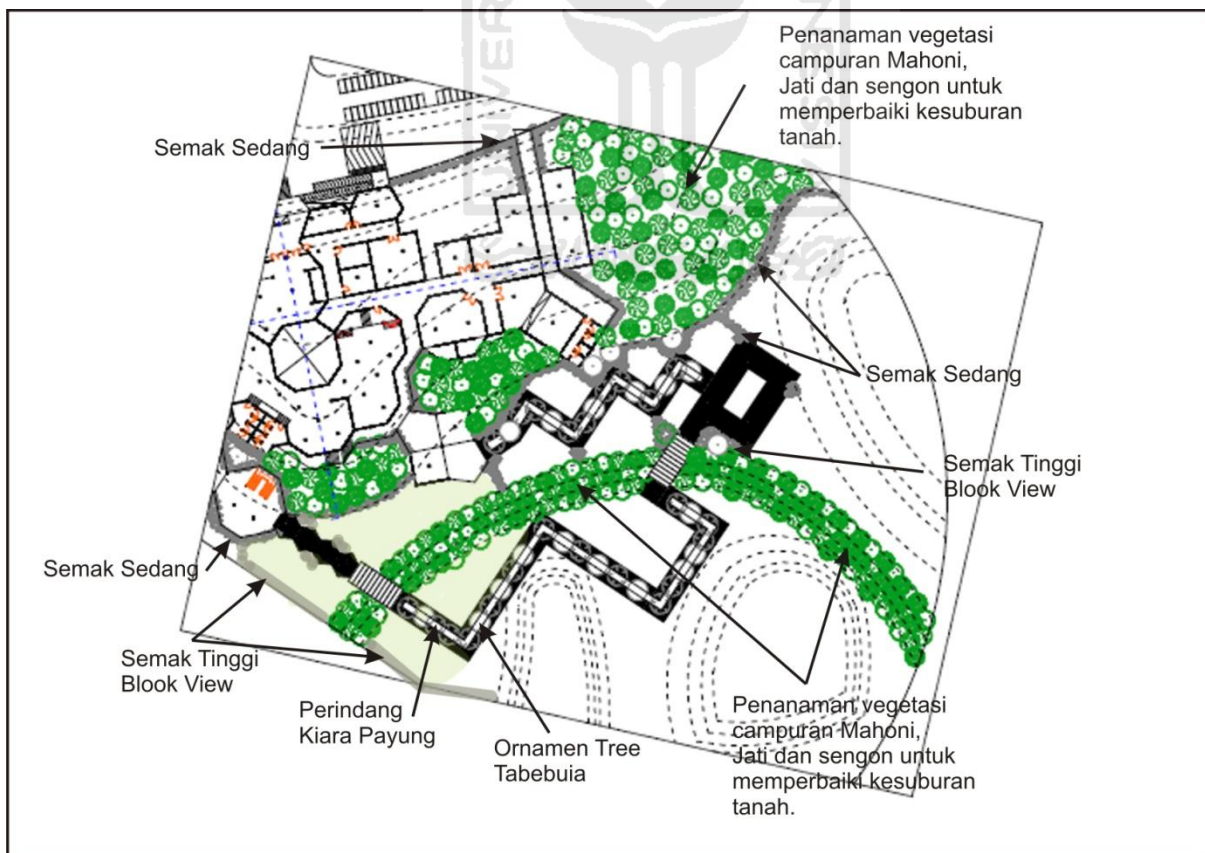 Penanaman vegetasi
campuran Mahoni,
Jati dan sengon untuk
memperbaiki kesuburan
tanah.
Semak Sedang
Semak Sedang
Semak Tinggi
Blook View
Semak Sedang
Semak Tinggi
Blook View
Perindang
Kiara Payung
Ornamen Tree
Tabebuia
Penanaman vegetasi
campuran Mahoni,
Jati dan sengon untuk
memperbaiki kesuburan
tanah.